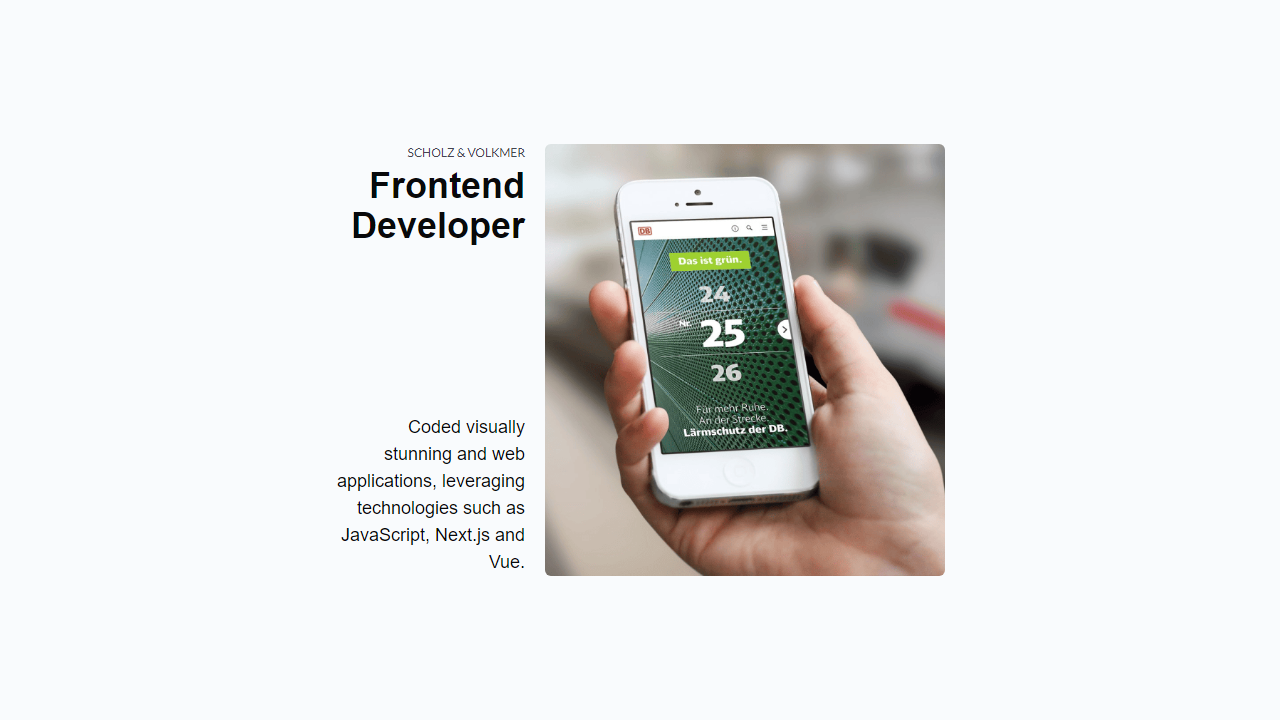 SCHOLZ & VOLKMER
Frontend
Developer
Coded visually
stunning and web
applications, leveraging
technologies such as
JavaScript, Next.js and
Vue.
DB
Das ist grün.
24
Nr. 25
26
Für mehr Ruhe.
An der Strecke.
Lärmschutz der DB.